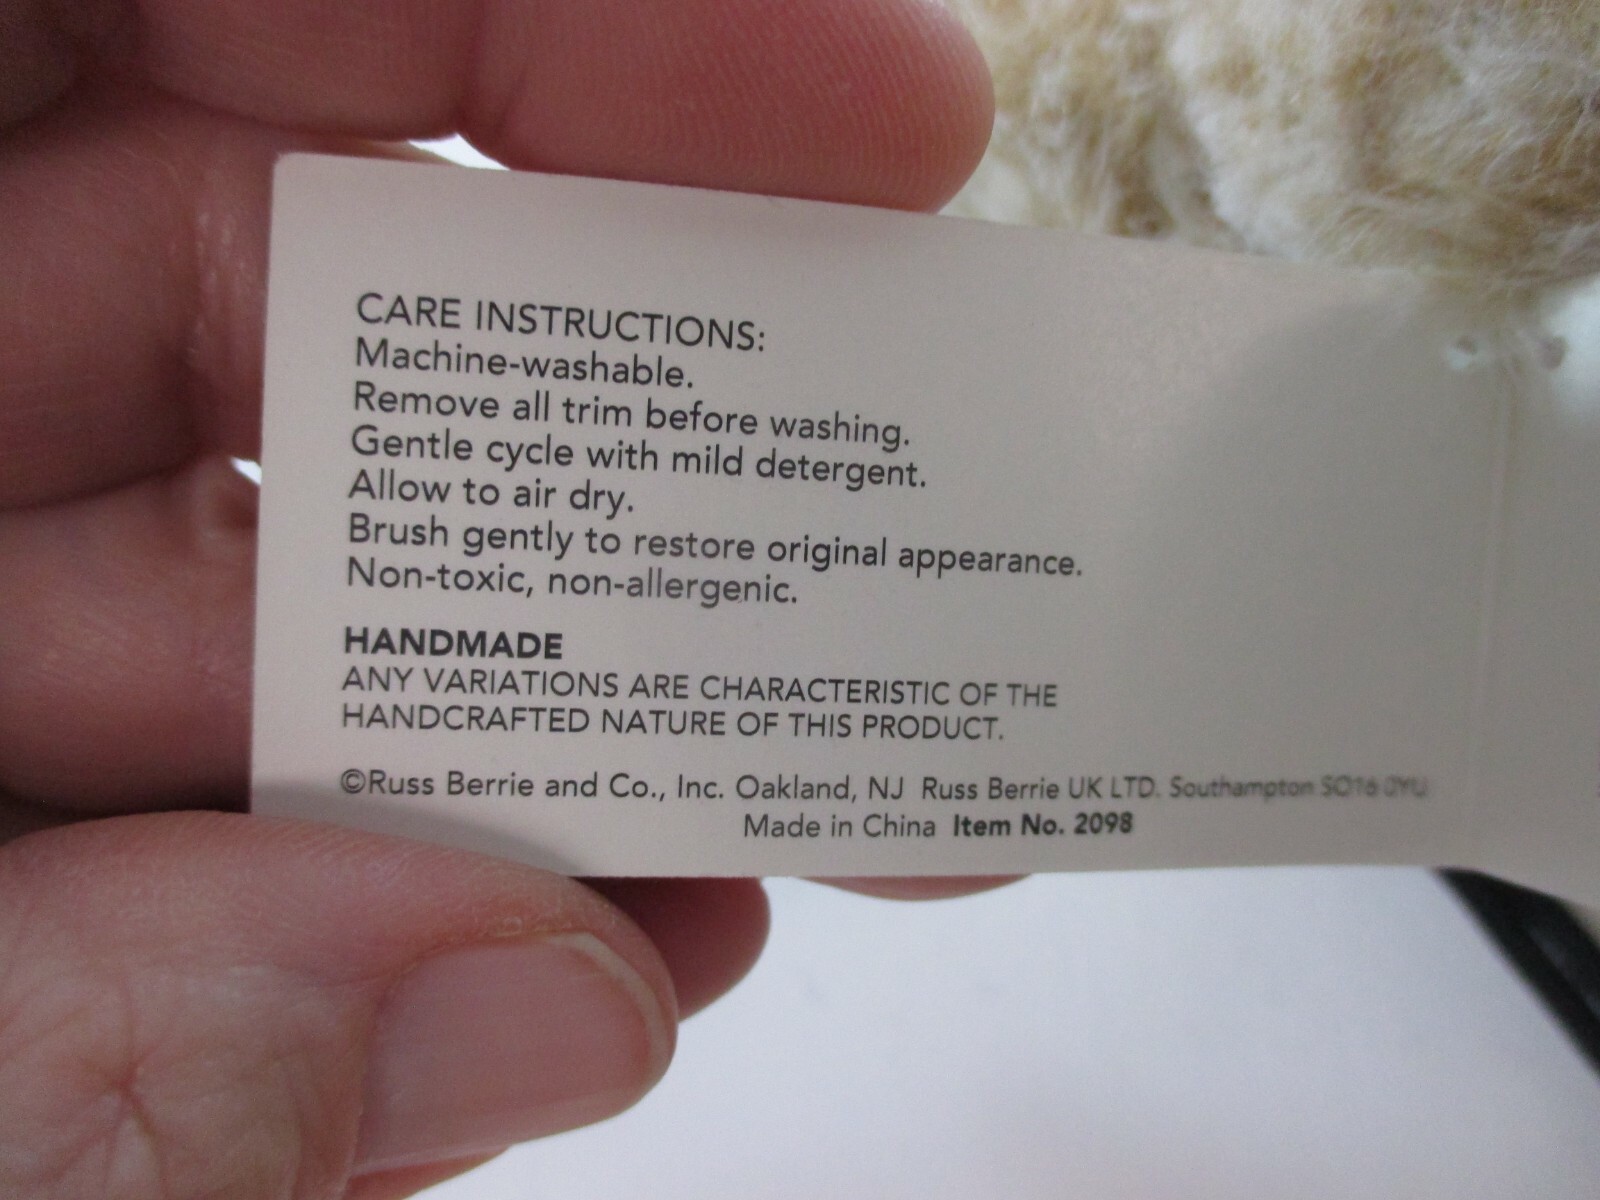 CARE INSTRUCTIONS:
Machine-washable.
Remove all trim before washing.
Gentle cycle with mild detergent.
Allow to air dry.
Brush gently to restore original appearance.
Non-toxic, non-allergenic.
HANDMADE
ANY VARIATIONS ARE CHARACTERISTIC OF THE
HANDCRAFTED NATURE OF THIS PRODUCT.
©Russ Berrie and Co., Inc. Oakland, NJ Russ Berrie UK LTD. Southampton SO16 0YU
Made in China Item No. 2098